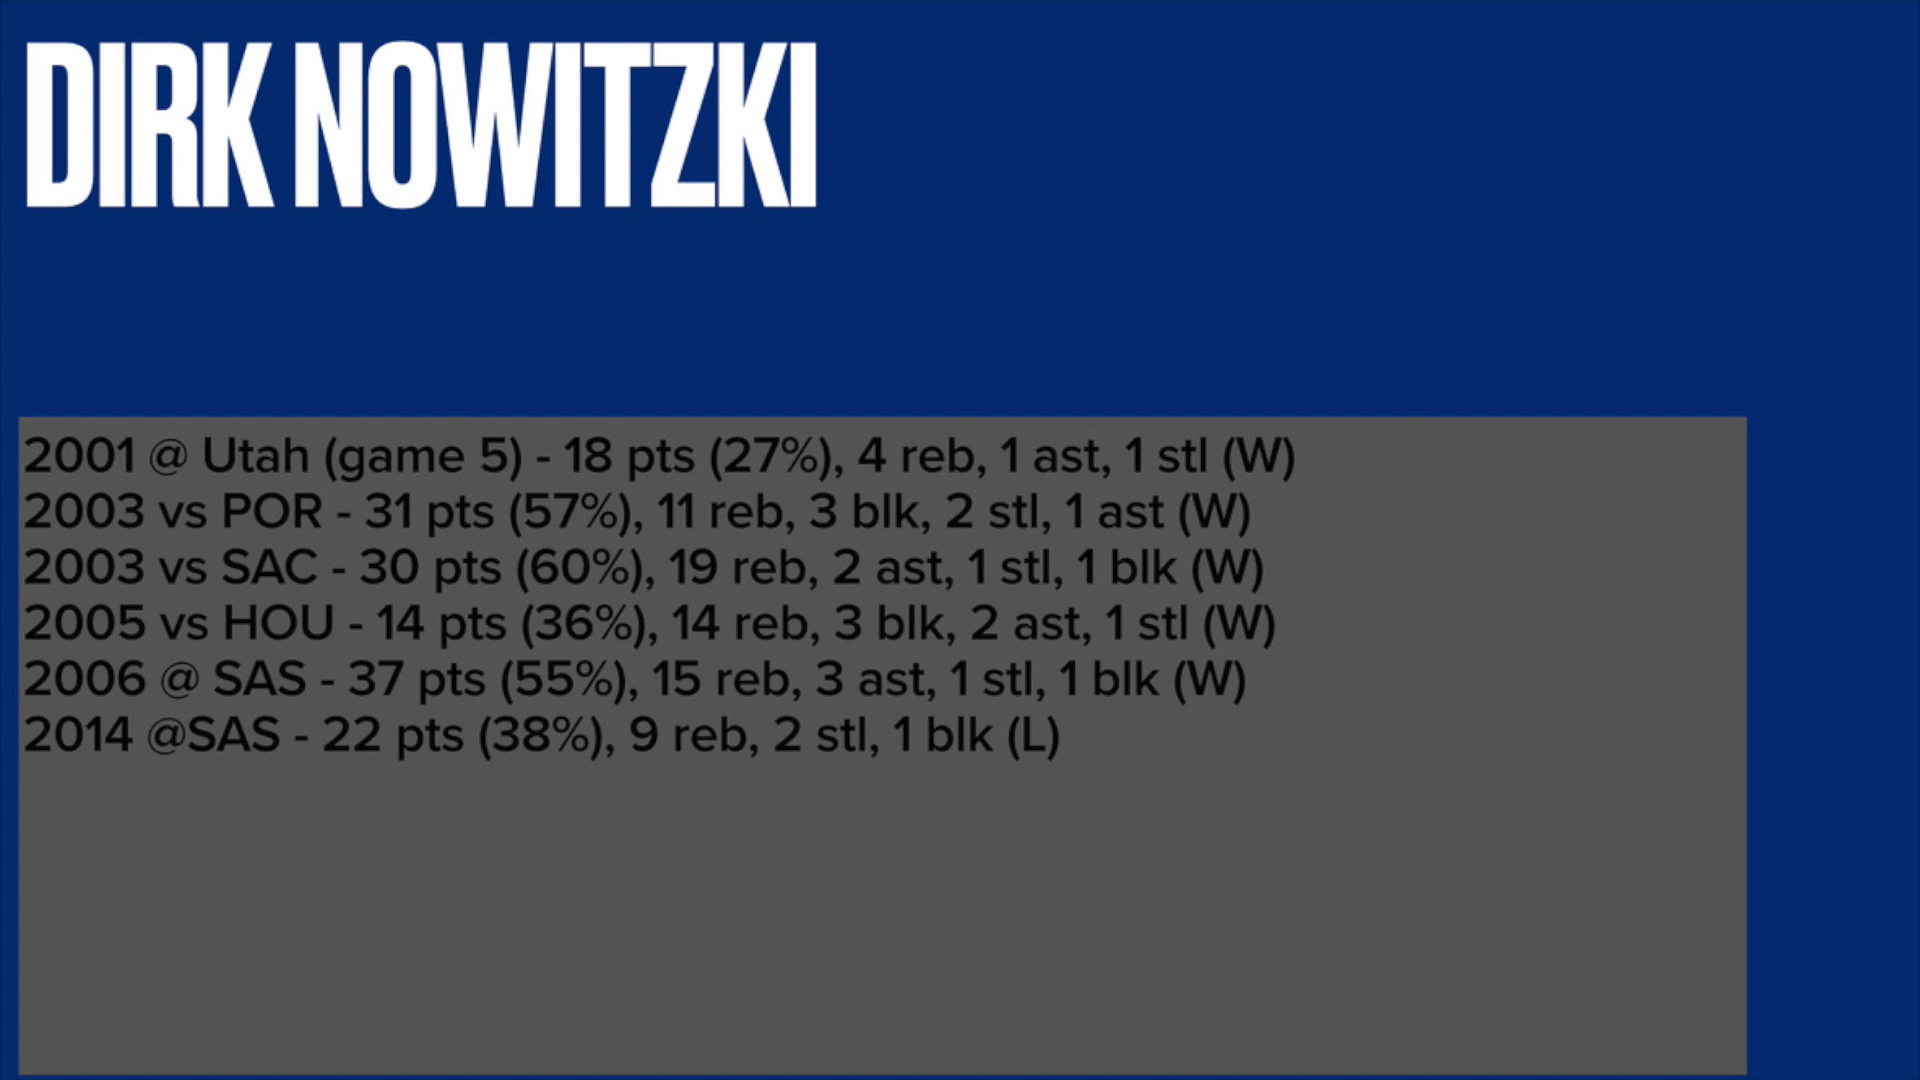 DIRK NOWITZKI
2001 @ Utah (game 5) - 18 pts (27%), 4 reb, 1 ast, 1 stl (W)
2003 vs POR - 31 pts (57%), 11 reb, 3 blk, 2 stl, 1 ast (W)
2003 vs SAC - 30 pts (60%), 19 reb, 2 ast, 1 stl, 1 blk (W)
2005 vs HOU - 14 pts (36%), 14 reb, 3 blk, 2 ast, 1 stl (W)
2006 @ SAS - 37 pts (55%), 15 reb, 3 ast, 1 stl, 1 blk (W)
2014 @SAS - 22 pts (38%), 9 reb, 2 stl, 1 blk (L)